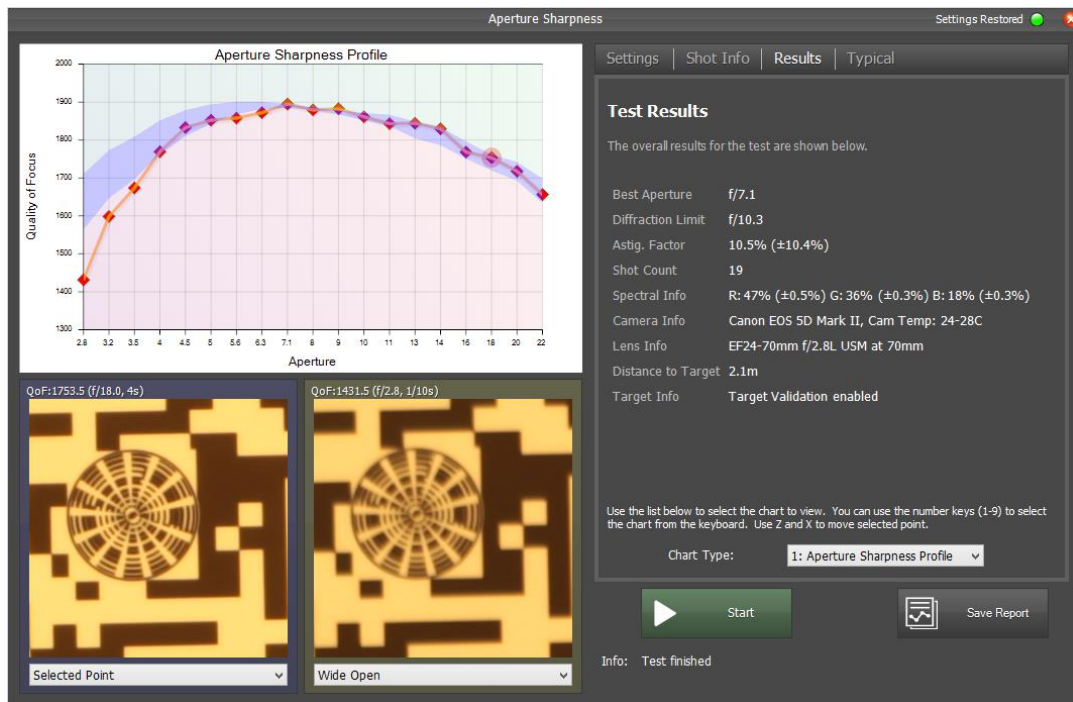 Aperture Sharpness
Settings Restored
Aperture Sharpness Profile
Quality of Focus
2000
1900
1800
1700
1600
1500
1400
1300
2.8 3.2 3.5 4 4.5 5 5.6 6.3 7.1 8 9 10 11 13 14 16 18 20 22
Aperture
QoF:1753.5 (f/18.0, 4s)
Selected Point
QoF:1431.5 (f/2.8, 1/10s)
Wide Open
Settings Shot Info Results Typical
Test Results
The overall results for the test are shown below.
Best Aperture f/7.1
Diffraction Limit f/10.3
Astig. Factor 10.5% (±10.4%)
Shot Count 19
Spectral Info R: 47% (±0.5%) G: 36% (±0.3%) B: 18% (±0.3%)
Camera Info Canon EOS 5D Mark II, Cam Temp: 24-28C
Lens Info EF24-70mm f/2.8L USM at 70mm
Distance to Target 2.1m
Target Info Target Validation enabled
Use the list below to select the chart to view. You can use the number keys (1-9) to select
the chart from the keyboard. Use Z and X to move selected point.
Chart Type: 1: Aperture Sharpness Profile
Start
Save Report
Info: Test finished